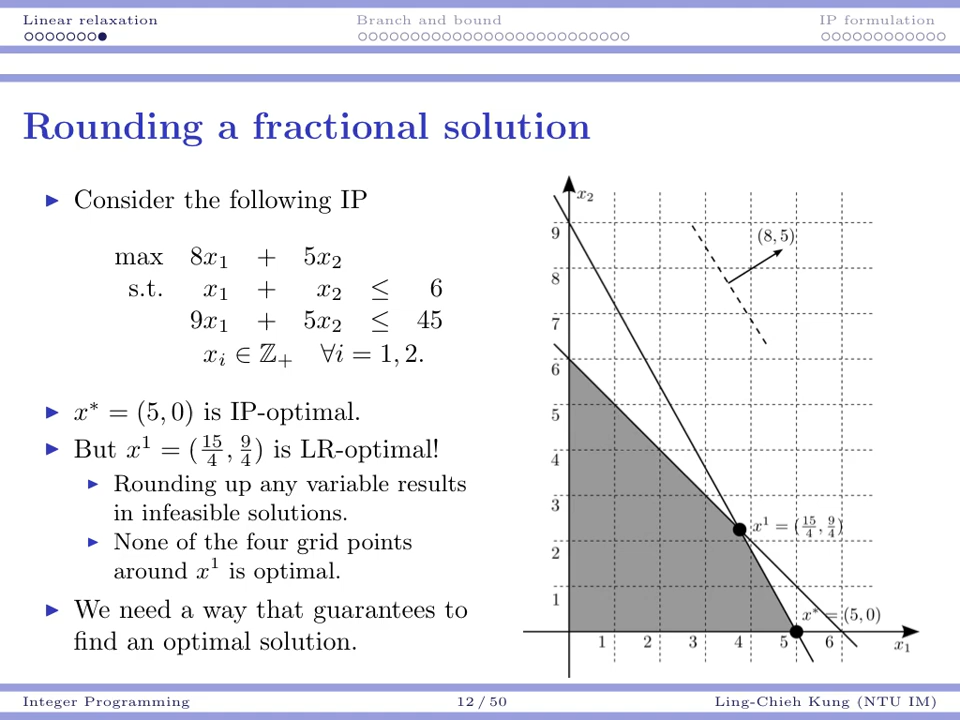 Linear relaxation Branch and bound IP formulation
Rounding a fractional solution
▶ Consider the following IP
max 8x₁ + 5x₂
s.t. x₁ + x₂ ≤ 6
9x₁ + 5x₂ ≤ 45
xᵢ ∈ ℤ₊ ∀i = 1, 2.
▶ x* = (5, 0) is IP-optimal.
▶ But x¹ = (15/4, 9/4) is LR-optimal!
▶ Rounding up any variable results
in infeasible solutions.
▶ None of the four grid points
around x¹ is optimal.
▶ We need a way that guarantees to
find an optimal solution.
x₂
9
(8, 5)
8
7
6
5
4
3
x¹ = (15/4, 9/4)
2
1
x* = (5, 0)
1 2 3 4 5 6 x₁
Integer Programming 12 / 50 Ling-Chieh Kung (NTU IM)